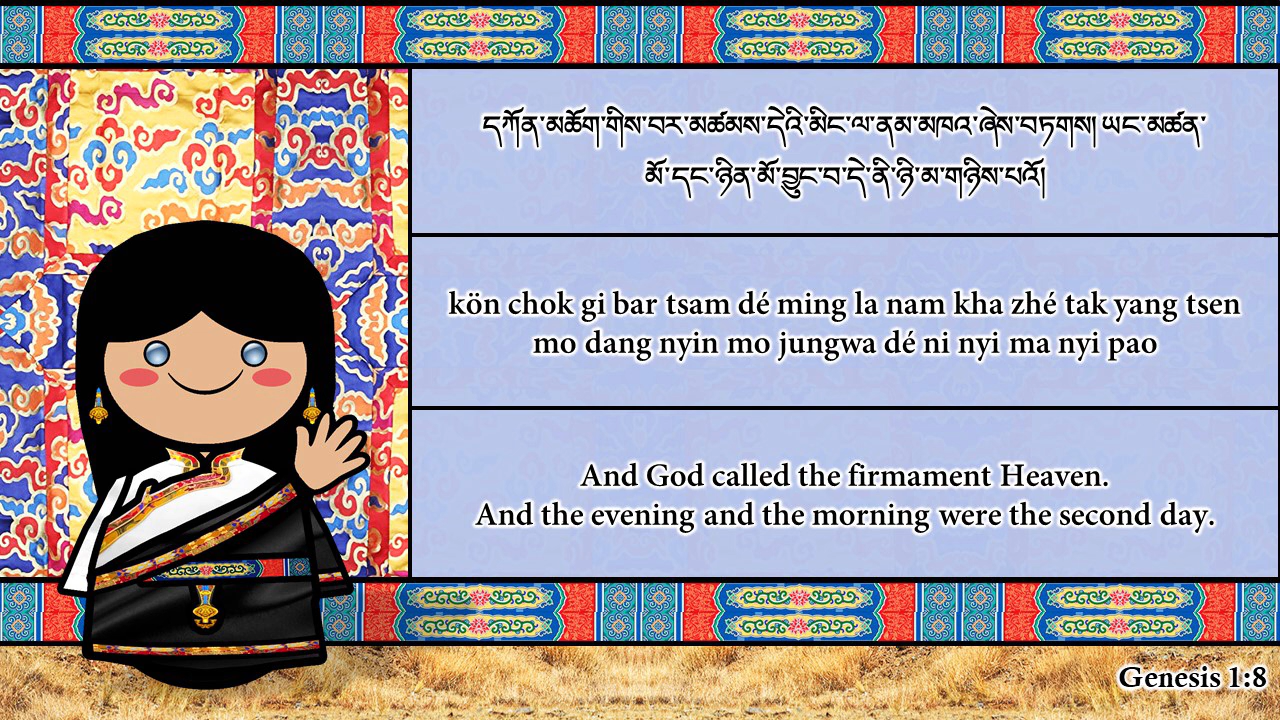 དཀོན་མཆོག་གིས་བར་མཚམས་དེའི་མིང་ལ་ནམ་མཁའ་ཞེས་བཏགས། ཡང་མཚན་
མོ་དང་ཉིན་མོ་བྱུང་བ་དེ་ནི་ཉི་མ་གཉིས་པའོ།
kön chok gi bar tsam dé ming la nam kha zhé tak yang tsen
mo dang nyin mo jungwa dé ni nyi ma nyi pao
And God called the firmament Heaven.
And the evening and the morning were the second day.
Genesis 1:8